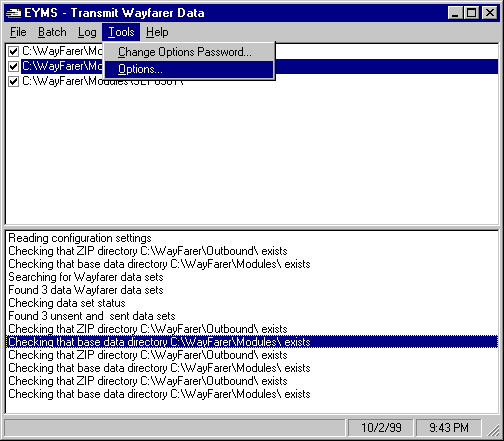 EYMS - Transmit Wayfarer Data
File Batch Log Tools Help
Change Options Password...
Options...
C:\WayFarer\Mo
C:\WayFarer\Mo
C:\WayFarer\Modules\SEP0301\
Reading configuration settings
Checking that ZIP directory C:\WayFarer\Outbound\ exists
Checking that base data directory C:\WayFarer\Modules\ exists
Searching for Wayfarer data sets
Found 3 data Wayfarer data sets
Checking data set status
Found 3 unsent and  sent data sets
Checking that ZIP directory C:\WayFarer\Outbound\ exists
Checking that base data directory C:\WayFarer\Modules\ exists
Checking that ZIP directory C:\WayFarer\Outbound\ exists
Checking that base data directory C:\WayFarer\Modules\ exists
Checking that ZIP directory C:\WayFarer\Outbound\ exists
Checking that base data directory C:\WayFarer\Modules\ exists
10/2/99 9:43 PM